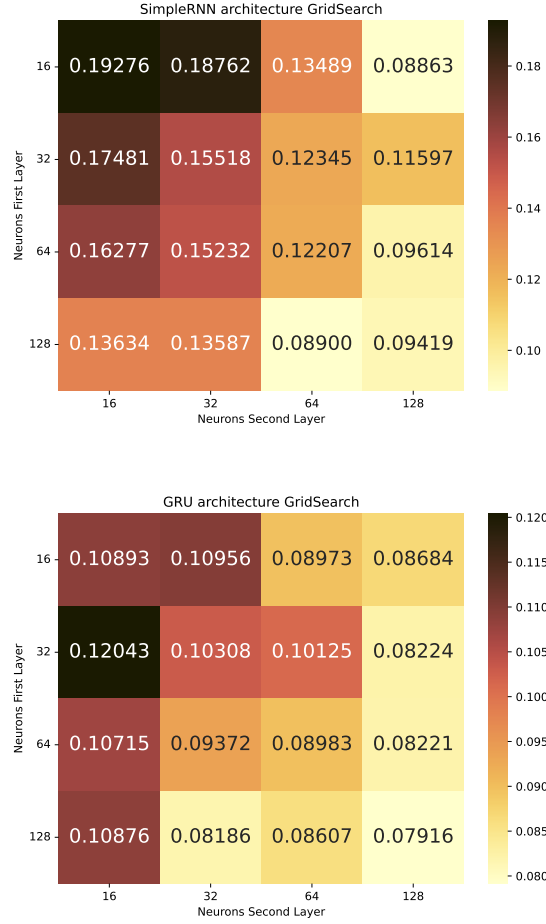 SimpleRNN architecture GridSearch
16 0.19276 0.18762 0.13489 0.08863
32 0.17481 0.15518 0.12345 0.11597
64 0.16277 0.15232 0.12207 0.09614
128 0.13634 0.13587 0.08900 0.09419
16 32 64 128
Neurons Second Layer
Neurons First Layer
0.18
0.16
0.14
0.12
0.10
GRU architecture GridSearch
16 0.10893 0.10956 0.08973 0.08684
32 0.12043 0.10308 0.10125 0.08224
64 0.10715 0.09372 0.08983 0.08221
128 0.10876 0.08186 0.08607 0.07916
16 32 64 128
Neurons Second Layer
Neurons First Layer
0.120
0.115
0.110
0.105
0.100
0.095
0.090
0.085
0.080